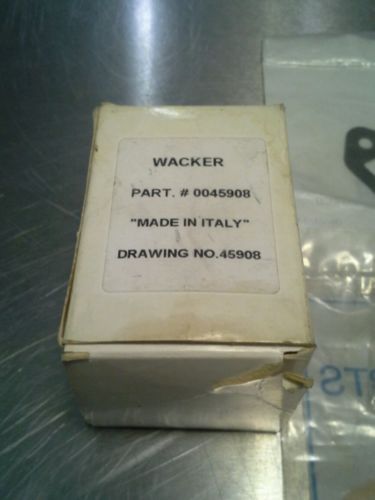 WACKER
PART. # 0045908
"MADE IN ITALY"
DRAWING NO.45908